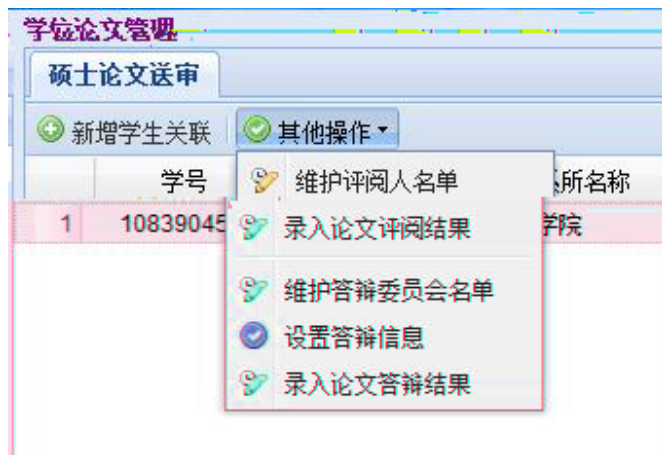 学位论文管理
硕士论文送审
新增学生关联 其他操作
学号 所名称
维护评阅人名单
1 10839045 学院
录入论文评阅结果
维护答辩委员会名单
设置答辩信息
录入论文答辩结果